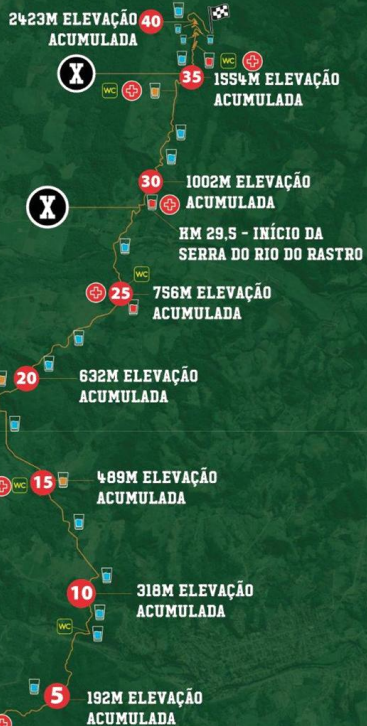 2423M ELEVAÇÃO
ACUMULADA
40
X
WC
WC
35
1554M ELEVAÇÃO
ACUMULADA
30
1002M ELEVAÇÃO
ACUMULADA
X
KM 29,5 - INÍCIO DA
SERRA DO RIO DO RASTRO
WC
25
756M ELEVAÇÃO
ACUMULADA
20
632M ELEVAÇÃO
ACUMULADA
WC
15
489M ELEVAÇÃO
ACUMULADA
10
318M ELEVAÇÃO
ACUMULADA
WC
5
192M ELEVAÇÃO
ACUMULADA